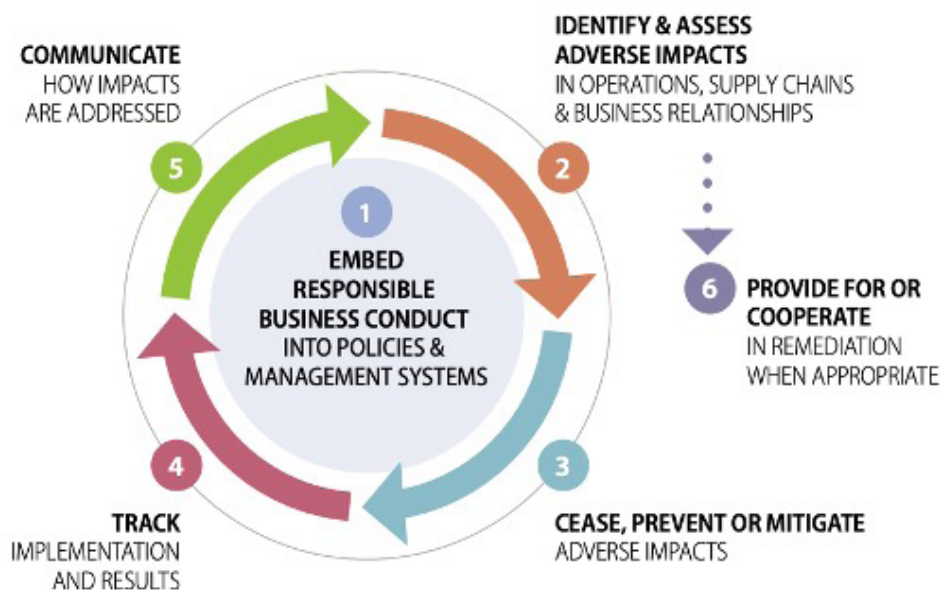 1
EMBED
RESPONSIBLE
BUSINESS CONDUCT
INTO POLICIES &
MANAGEMENT SYSTEMS
2
IDENTIFY & ASSESS
ADVERSE IMPACTS
IN OPERATIONS, SUPPLY CHAINS
& BUSINESS RELATIONSHIPS
3
CEASE, PREVENT OR MITIGATE
ADVERSE IMPACTS
4
TRACK
IMPLEMENTATION
AND RESULTS
5
COMMUNICATE
HOW IMPACTS
ARE ADDRESSED
6
PROVIDE FOR OR
COOPERATE
IN REMEDIATION
WHEN APPROPRIATE